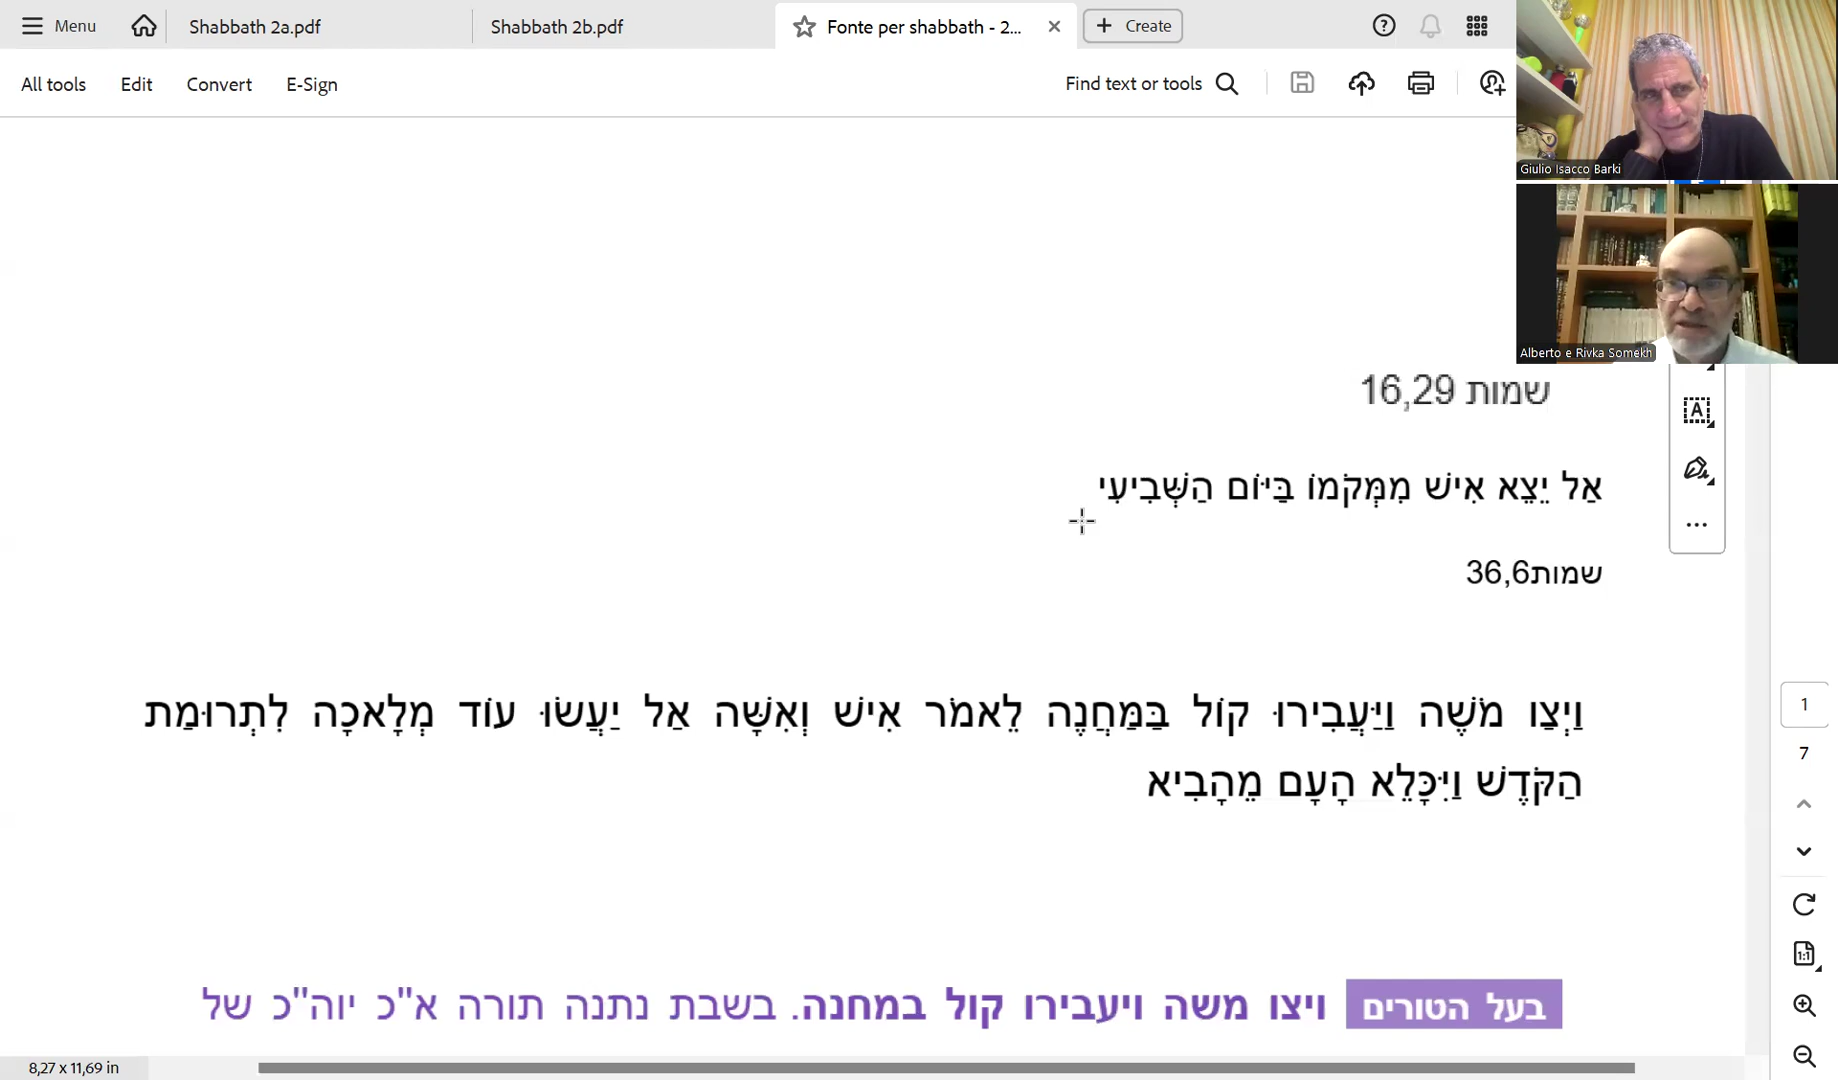 Menu
Shabbath 2a.pdf
Shabbath 2b.pdf
Fonte per shabbath - 2...
Create
All tools
Edit
Convert
E-Sign
Find text or tools
Giulio Isacco Barki
Alberto e Rivka Somekh
שמות 16,29
אַל יֵצֵא אִישׁ מִמְּקֹמוֹ בַּיּוֹם הַשְּׁבִיעִי
שמות36,6
וַיְצַו מֹשֶׁה וַיַּעֲבִירוּ קוֹל בַּמַּחֲנֶה לֵאמֹר אִישׁ וְאִשָּׁה אַל יַעֲשׂוּ עוֹד מְלָאכָה לִתְרוּמַת
הַקֹּדֶשׁ וַיִּכָּלֵא הָעָם מֵהָבִיא
בעל הטורים ויצו משה ויעבירו קול במחנה. בשבת נתנה תורה א"כ יוה"כ של
1
7
1:1
8,27 x 11,69 in